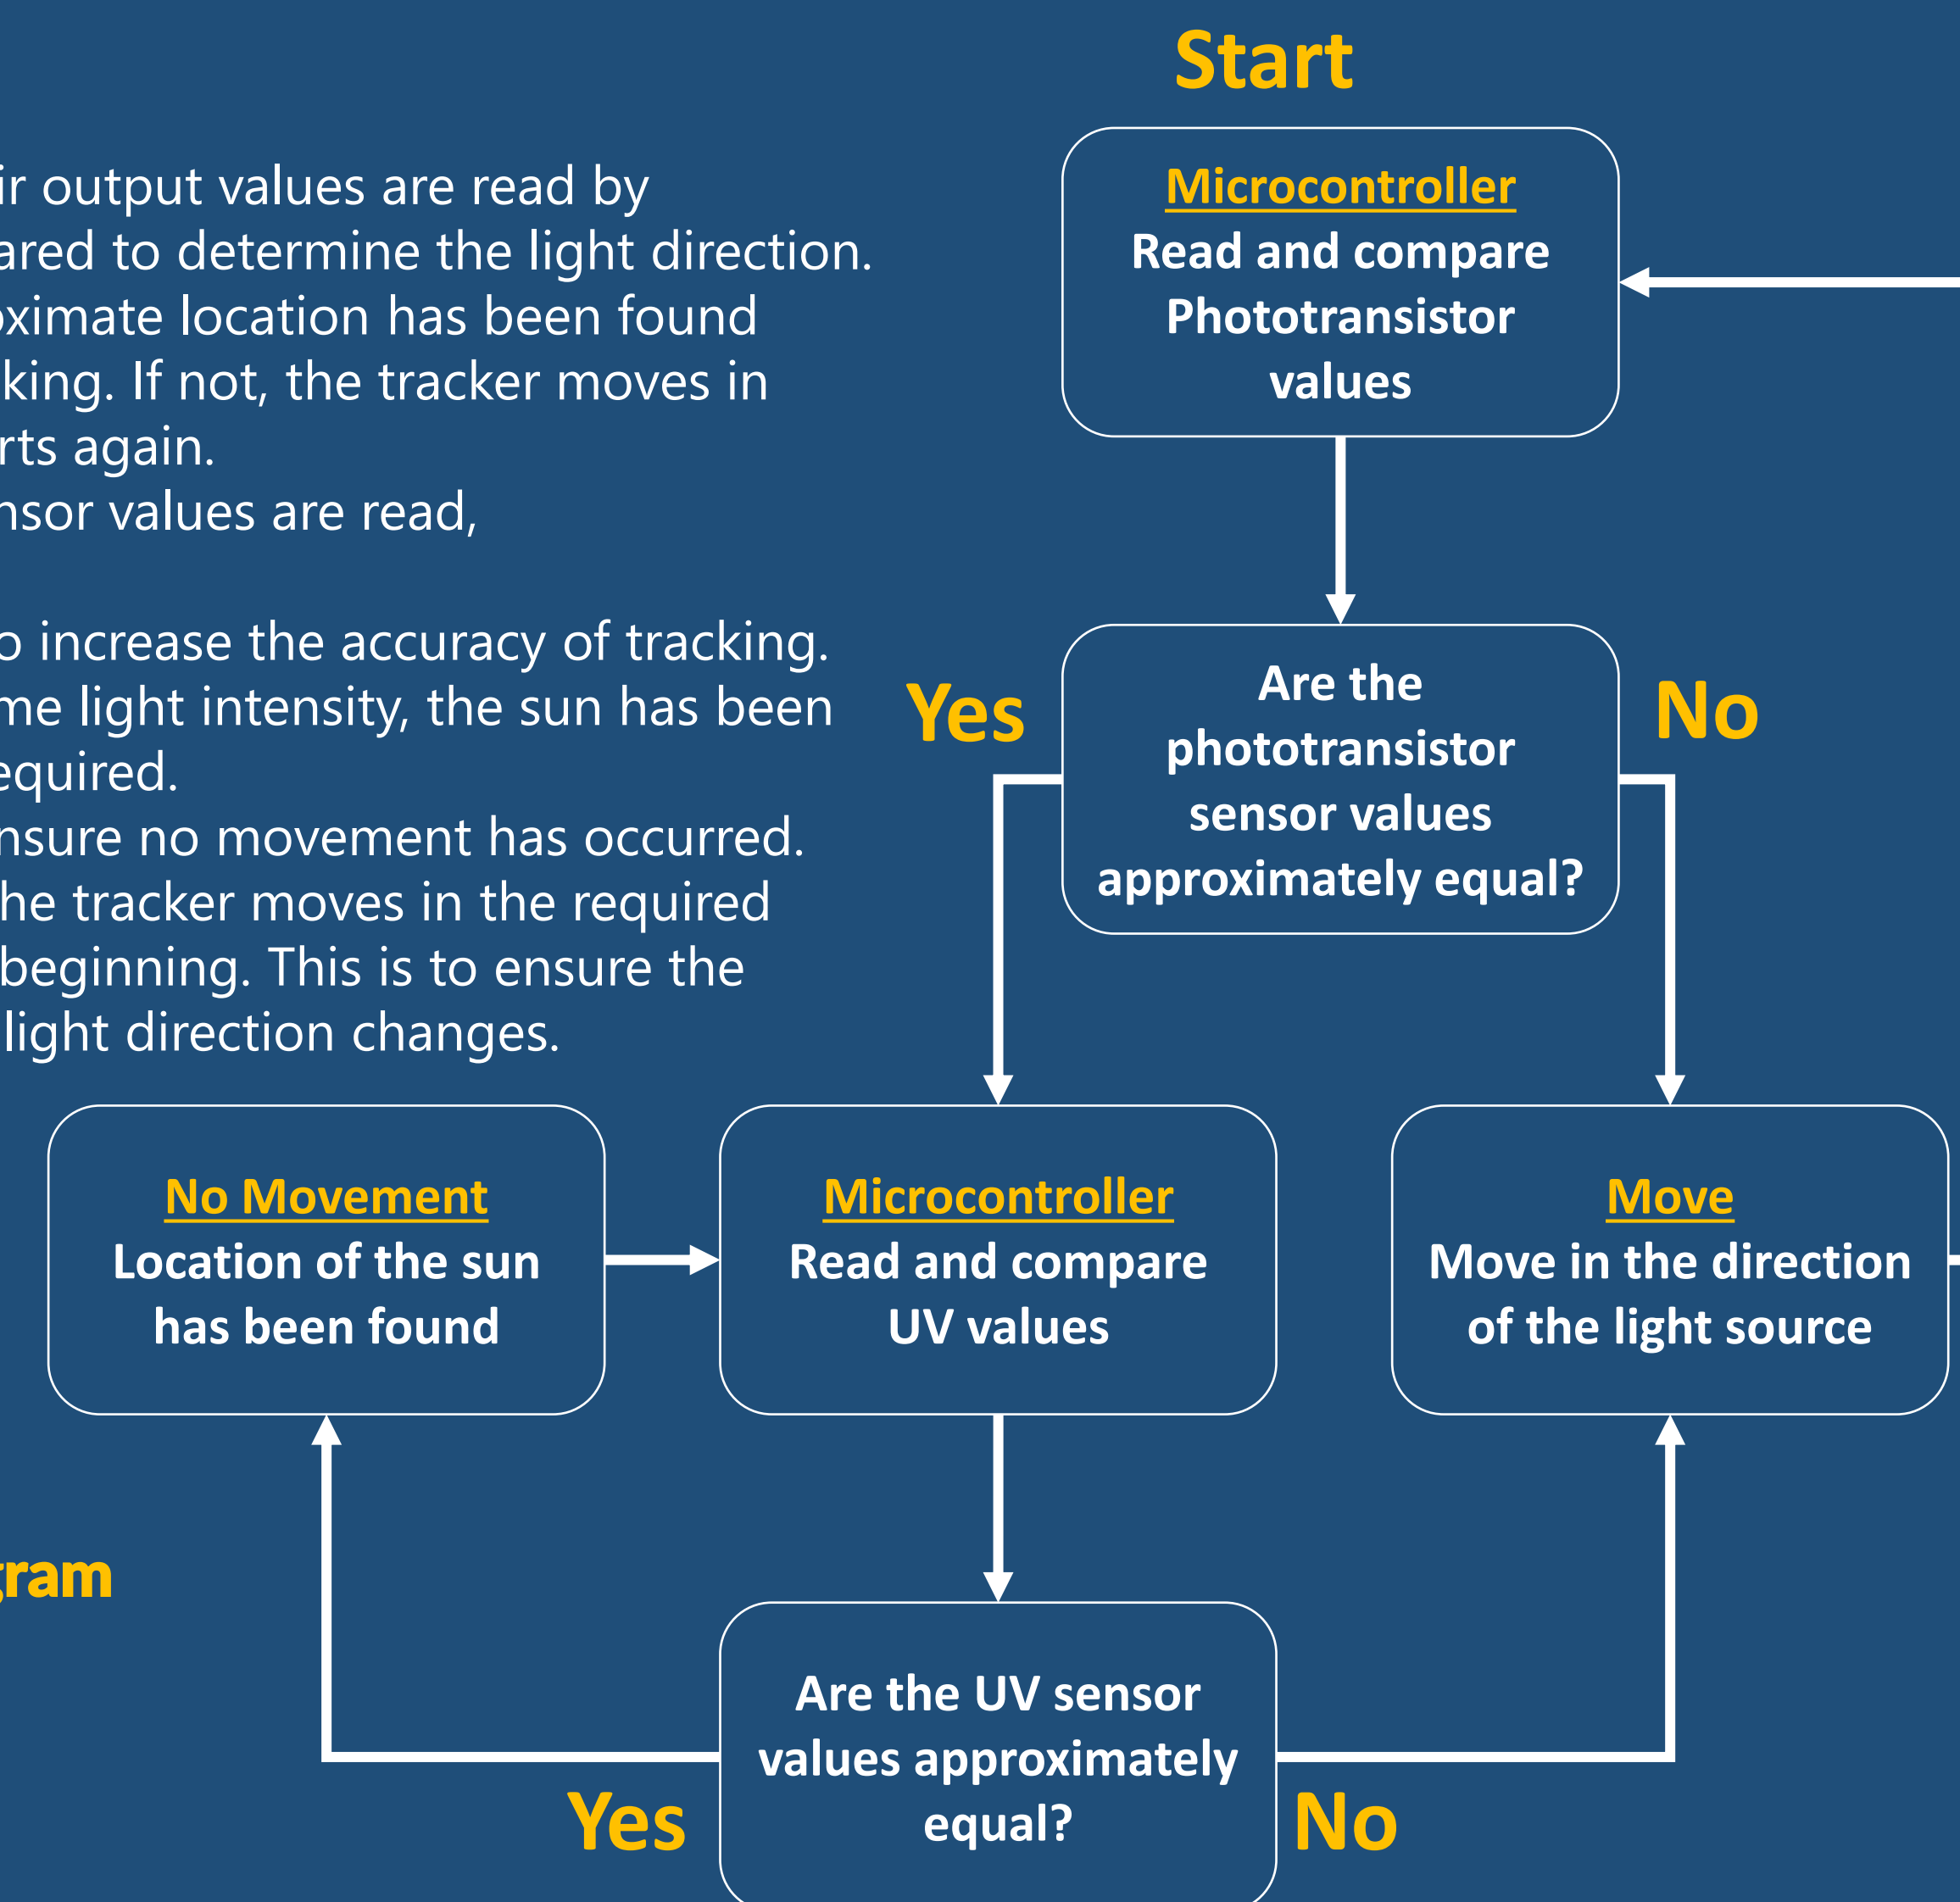 Start
ir output values are read by
ared to determine the light direction.
oximate location has been found
king. If not, the tracker moves in
rts again.
nsor values are read,
o increase the accuracy of tracking.
me light intensity, the sun has been
equired.
nsure no movement has occurred.
he tracker moves in the required
beginning. This is to ensure the
light direction changes.
Microcontroller
Read and compare
Phototransistor
values
Yes
Are the
phototransistor
sensor values
approximately equal?
No
No Movement
Location of the sun
has been found
Microcontroller
Read and compare
UV values
Move
Move in the direction
of the light source
gram
Are the UV sensor
values approximately
equal?
Yes
No